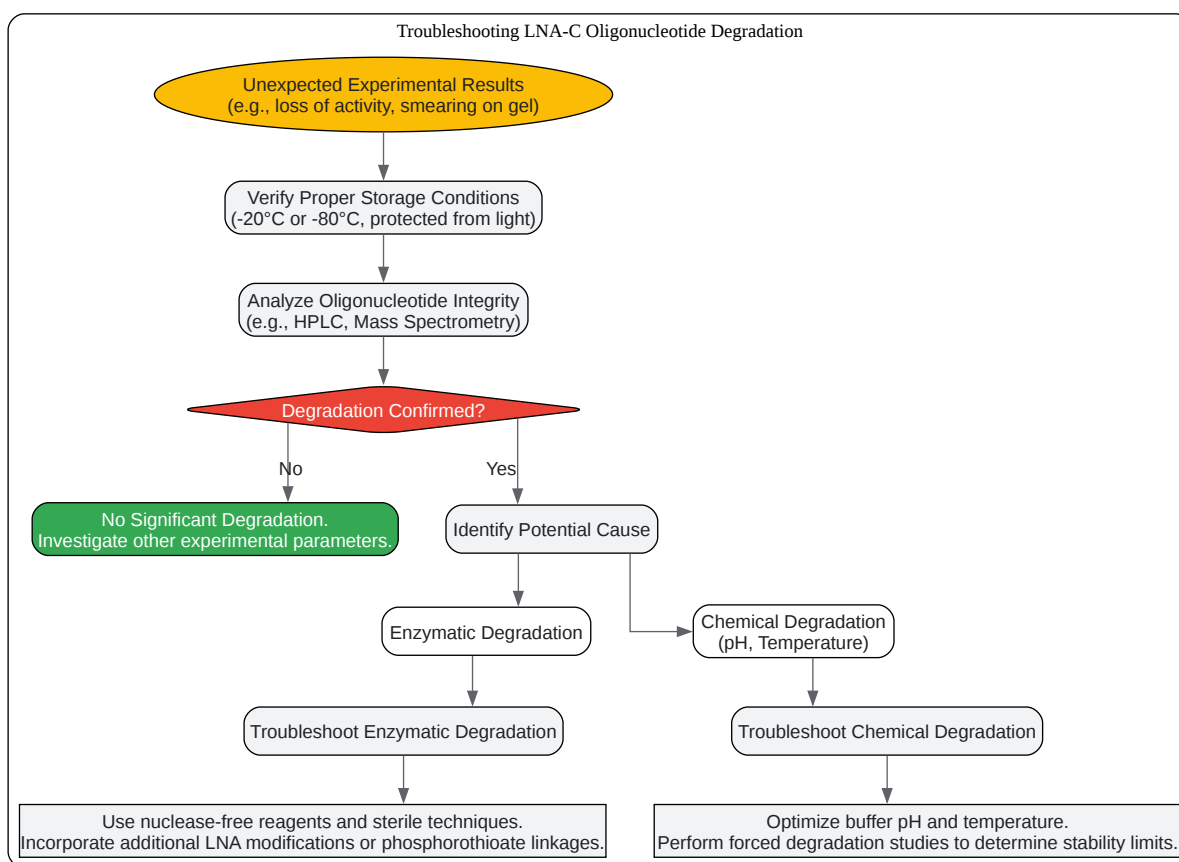 Troubleshooting LNA-C Oligonucleotide Degradation
Unexpected Experimental Results
(e.g., loss of activity, smearing on gel)
Verify Proper Storage Conditions
(-20°C or -80°C, protected from light)
Analyze Oligonucleotide Integrity
(e.g., HPLC, Mass Spectrometry)
Degradation Confirmed?
No
Yes
No Significant Degradation.
Investigate other experimental parameters.
Identify Potential Cause
Enzymatic Degradation
Chemical Degradation
(pH, Temperature)
Troubleshoot Enzymatic Degradation
Troubleshoot Chemical Degradation
Use nuclease-free reagents and sterile techniques.
Incorporate additional LNA modifications or phosphorothioate linkages.
Optimize buffer pH and temperature.
Perform forced degradation studies to determine stability limits.